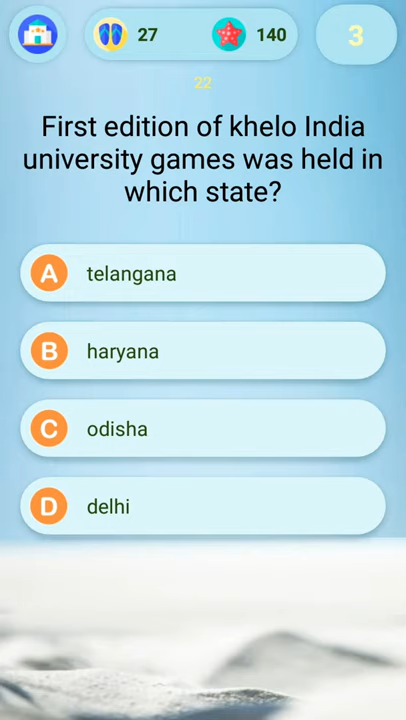 27
140
3
22
First edition of khelo India
university games was held in
which state?
A telangana
B haryana
C odisha
D delhi